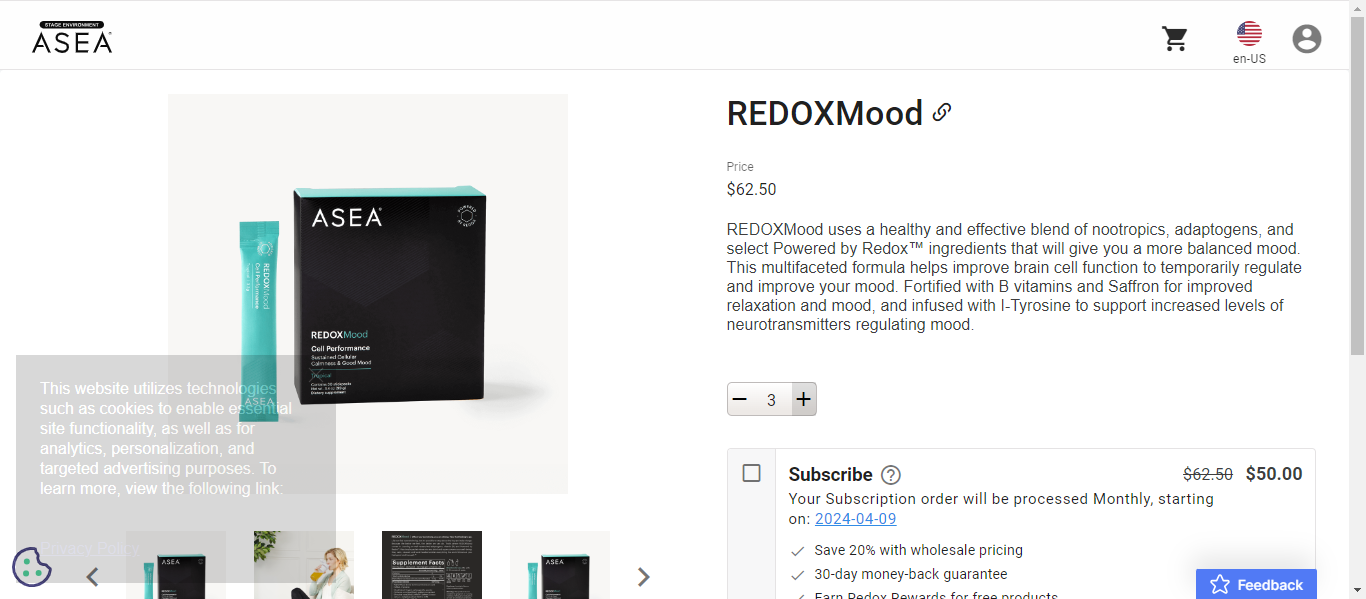 STAGE ENVIRONMENT
ASEA
en-US
REDOXMood
Price
$62.50
REDOXMood uses a healthy and effective blend of nootropics, adaptogens, and
select Powered by Redox™ ingredients that will give you a more balanced mood.
This multifaceted formula helps improve brain cell function to temporarily regulate
and improve your mood. Fortified with B vitamins and Saffron for improved
relaxation and mood, and infused with I-Tyrosine to support increased levels of
neurotransmitters regulating mood.
3
Subscribe
$62.50 $50.00
Your Subscription order will be processed Monthly, starting
on: 2024-04-09
Save 20% with wholesale pricing
30-day money-back guarantee
Earn Redox Rewards for free products
Feedback
ASEA
REDOXMood
Cell Performance
Sustained Cellular
Calmness & Good Mood
REDOXMood
Cell Performance
ASEA
This website utilizes technologies
such as cookies to enable essential
site functionality, as well as for
analytics, personalization, and
targeted advertising purposes. To
learn more, view the following link:
Privacy Poli
ASEA
Supplement Facts
ASEA